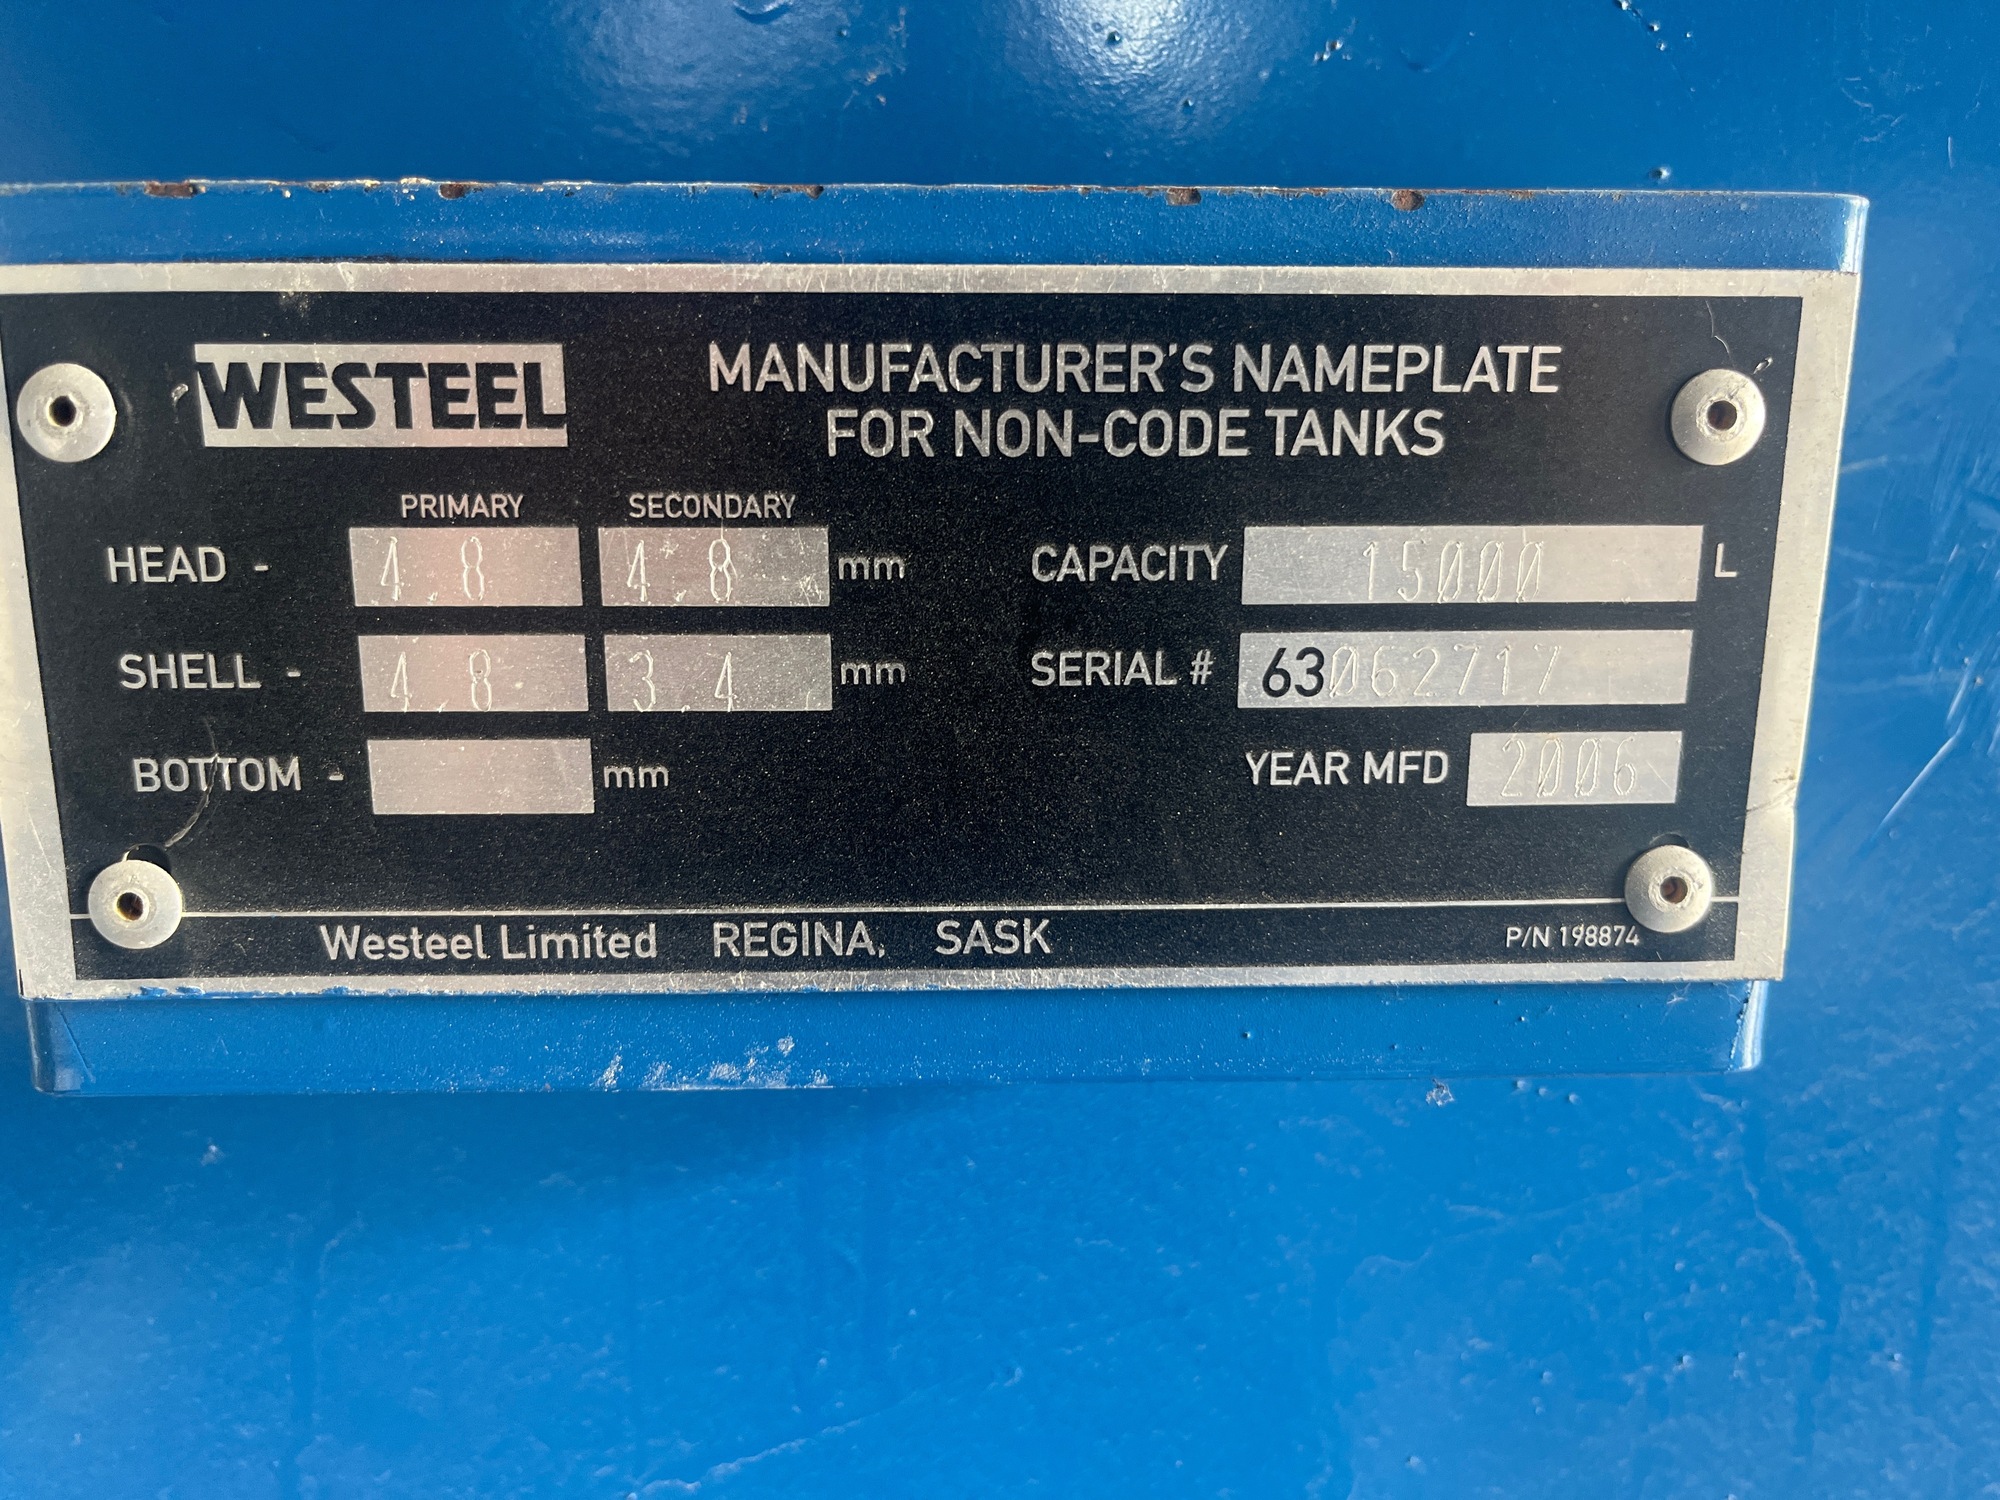 WESTEEL
MANUFACTURER'S NAMEPLATE
FOR NON-CODE TANKS
PRIMARY SECONDARY
HEAD - 4.8 4.8 mm
CAPACITY 15000 L
SHELL - 4.8 3.4 mm
SERIAL # 63062717
BOTTOM - mm
YEAR MFD 2006
Westeel Limited REGINA, SASK
P/N 198874